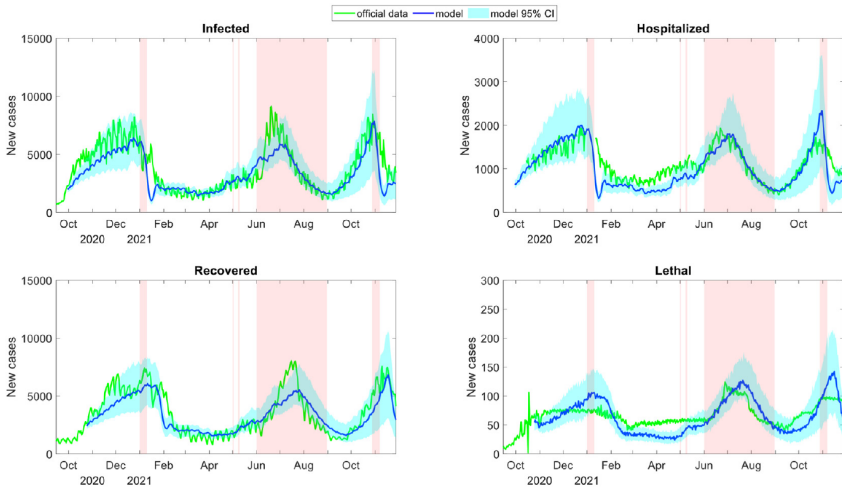 official data model model 95% CI
Infected
New cases
15000
10000
5000
0
Oct Dec Feb Apr Jun Aug Oct
2020 2021
Hospitalized
New cases
4000
3000
2000
1000
0
Oct Dec Feb Apr Jun Aug Oct
2020 2021
Recovered
New cases
15000
10000
5000
0
Oct Dec Feb Apr Jun Aug Oct
2020 2021
Lethal
New cases
300
250
200
150
100
50
0
Oct Dec Feb Apr Jun Aug Oct
2020 2021